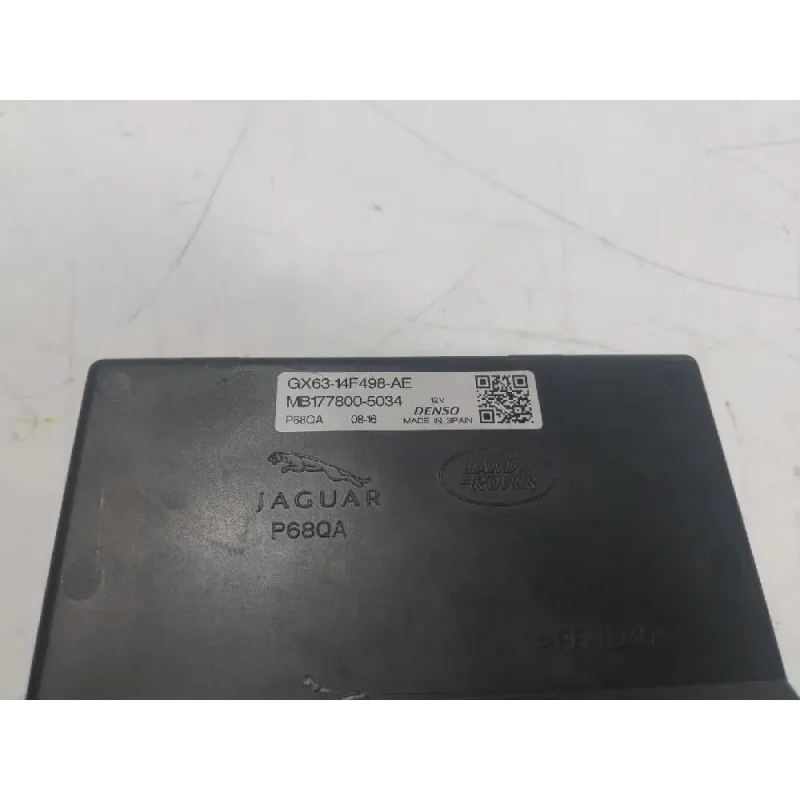 GX63-14F498-AE
MB177800-5034
12V
DENSO
P68QA 08-16 MADE IN SPAIN
JAGUAR
LAND-
-ROVER
P68QA